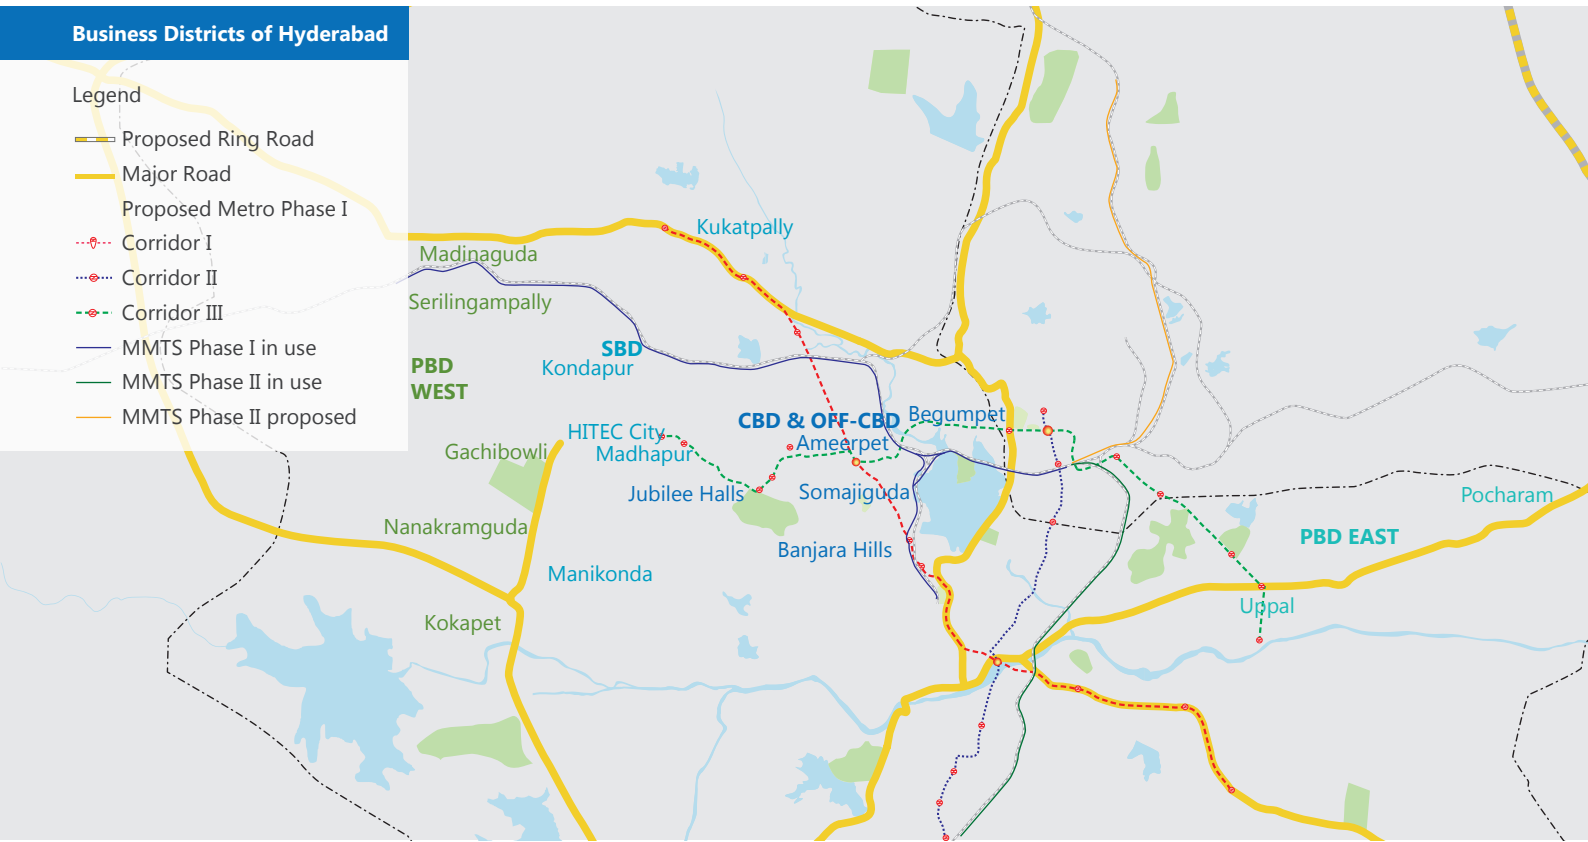 Business Districts of Hyderabad
Legend
Proposed Ring Road
Major Road
Proposed Metro Phase I
Corridor I
Corridor II
Corridor III
MMTS Phase I in use
MMTS Phase II in use
MMTS Phase II proposed
Kukatpally
Madinaguda
Serilingampally
SBD
Kondapur
PBD
WEST
CBD & OFF-CBD
Begumpet
HITEC City
Ameerpet
Gachibowli
Madhapur
Jubilee Halls
Somajiguda
Pocharam
Nanakramguda
PBD EAST
Banjara Hills
Manikonda
Uppal
Kokapet